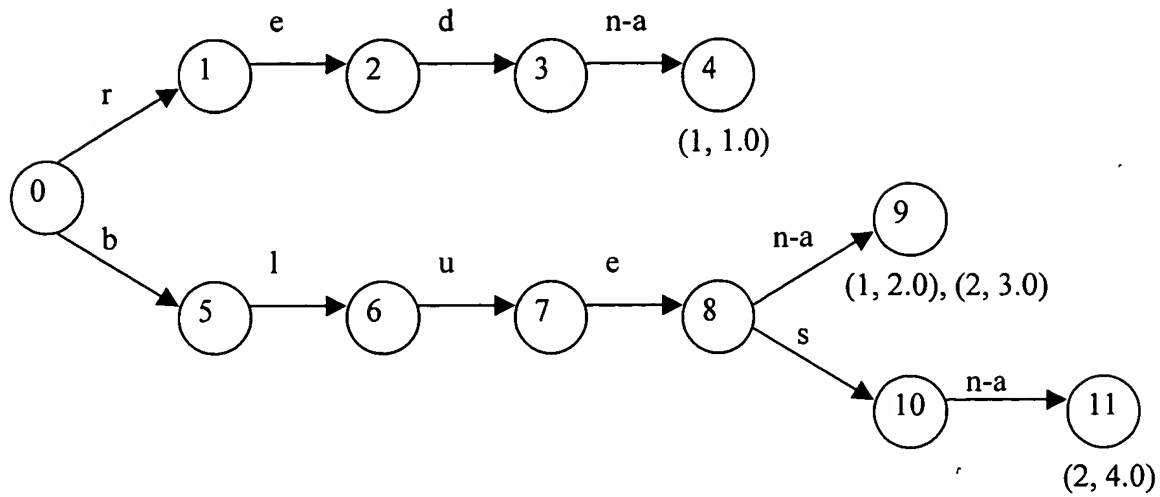 e d n-a
1 2 3 4
r
(1, 1.0)
0
b
9
n-a
l u e
(1, 2.0), (2, 3.0)
5 6 7 8
s
n-a
10 11
(2, 4.0)